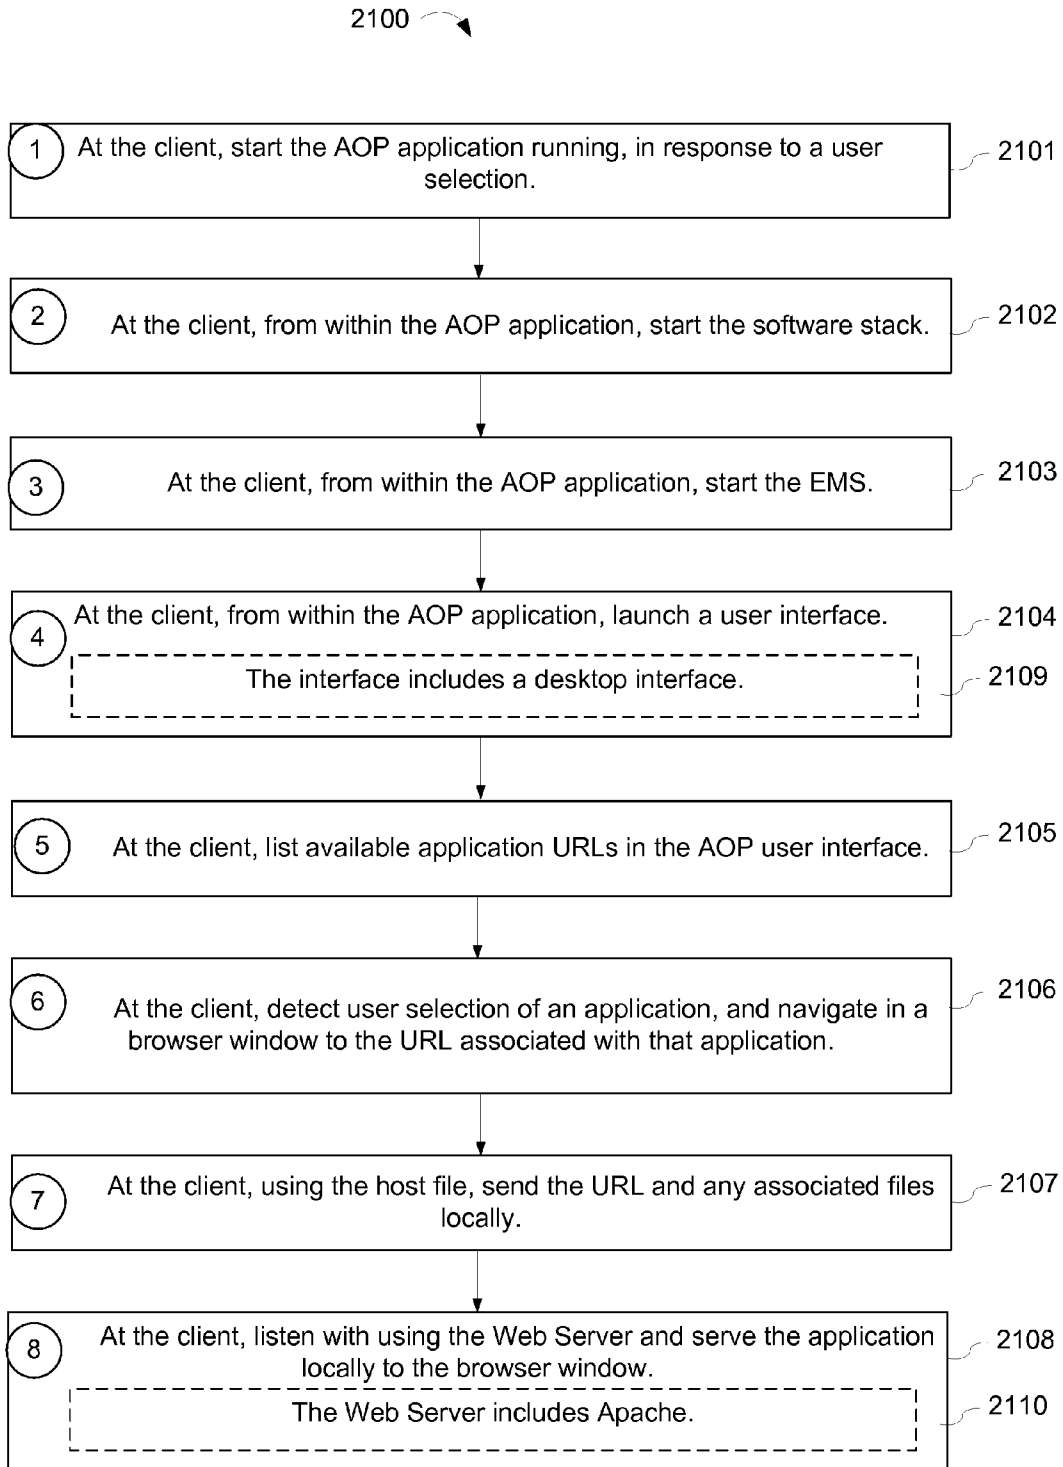 2100
1
At the client, start the AOP application running, in response to a user
selection.
2101
2
At the client, from within the AOP application, start the software stack.
2102
3
At the client, from within the AOP application, start the EMS.
2103
4
At the client, from within the AOP application, launch a user interface.
2104
The interface includes a desktop interface.
2109
5
At the client, list available application URLs in the AOP user interface.
2105
6
At the client, detect user selection of an application, and navigate in a
browser window to the URL associated with that application.
2106
7
At the client, using the host file, send the URL and any associated files
locally.
2107
8
At the client, listen with using the Web Server and serve the application
locally to the browser window.
2108
The Web Server includes Apache.
2110